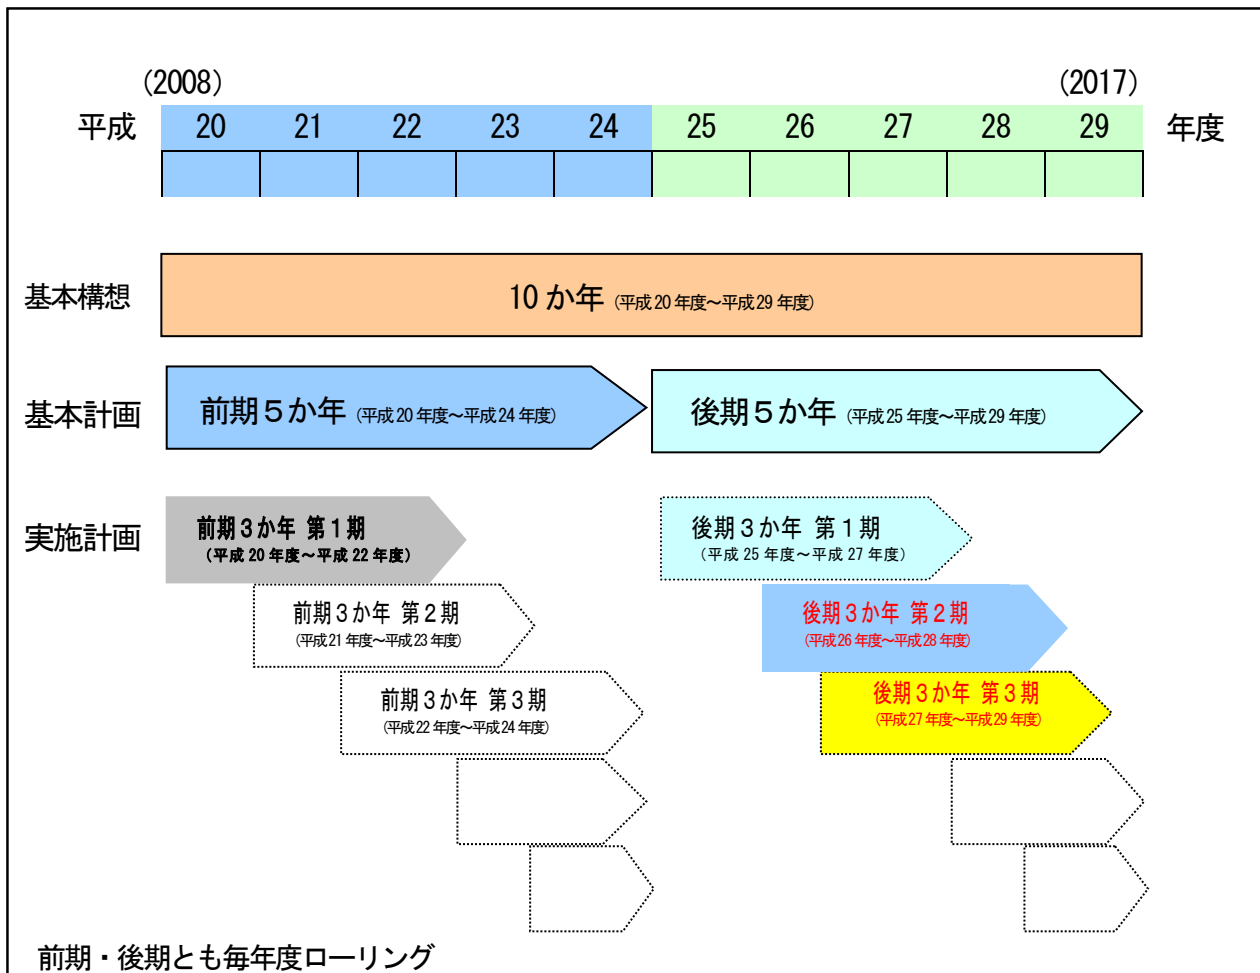 (2008) (2017)
平成 20 21 22 23 24 25 26 27 28 29 年度
基本構想 10か年 (平成20年度～平成29年度)
基本計画 前期５か年 (平成20年度～平成24年度) 後期５か年 (平成25年度～平成29年度)
実施計画 前期３か年 第１期 後期３か年 第１期
(平成20年度～平成22年度) (平成25年度～平成27年度)
前期３か年 第２期 後期３か年 第２期
(平成21年度～平成23年度) (平成26年度～平成28年度)
前期３か年 第３期 後期３か年 第３期
(平成22年度～平成24年度) (平成27年度～平成29年度)
前期・後期とも毎年度ローリング